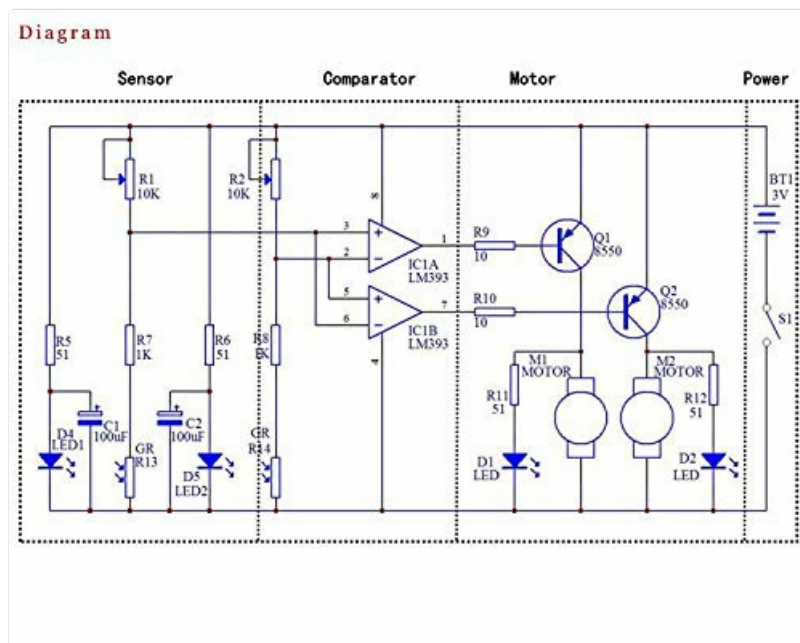 Diagram
Sensor
Comparator
Motor
Power
R1
10K
R2
10K
8
BT1
3V
3
2
1
IC1A
LM393
R9
10
Q1
8550
5
6
7
IC1B
LM393
R10
10
Q2
8550
S1
R5
51
R7
1K
R6
51
R8
1K
4
M1
MOTOR
M2
MOTOR
R11
51
R12
51
C1
100uF
C2
100uF
D4
LED1
GR
R13
D5
LED2
GR
R14
D1
LED
D2
LED